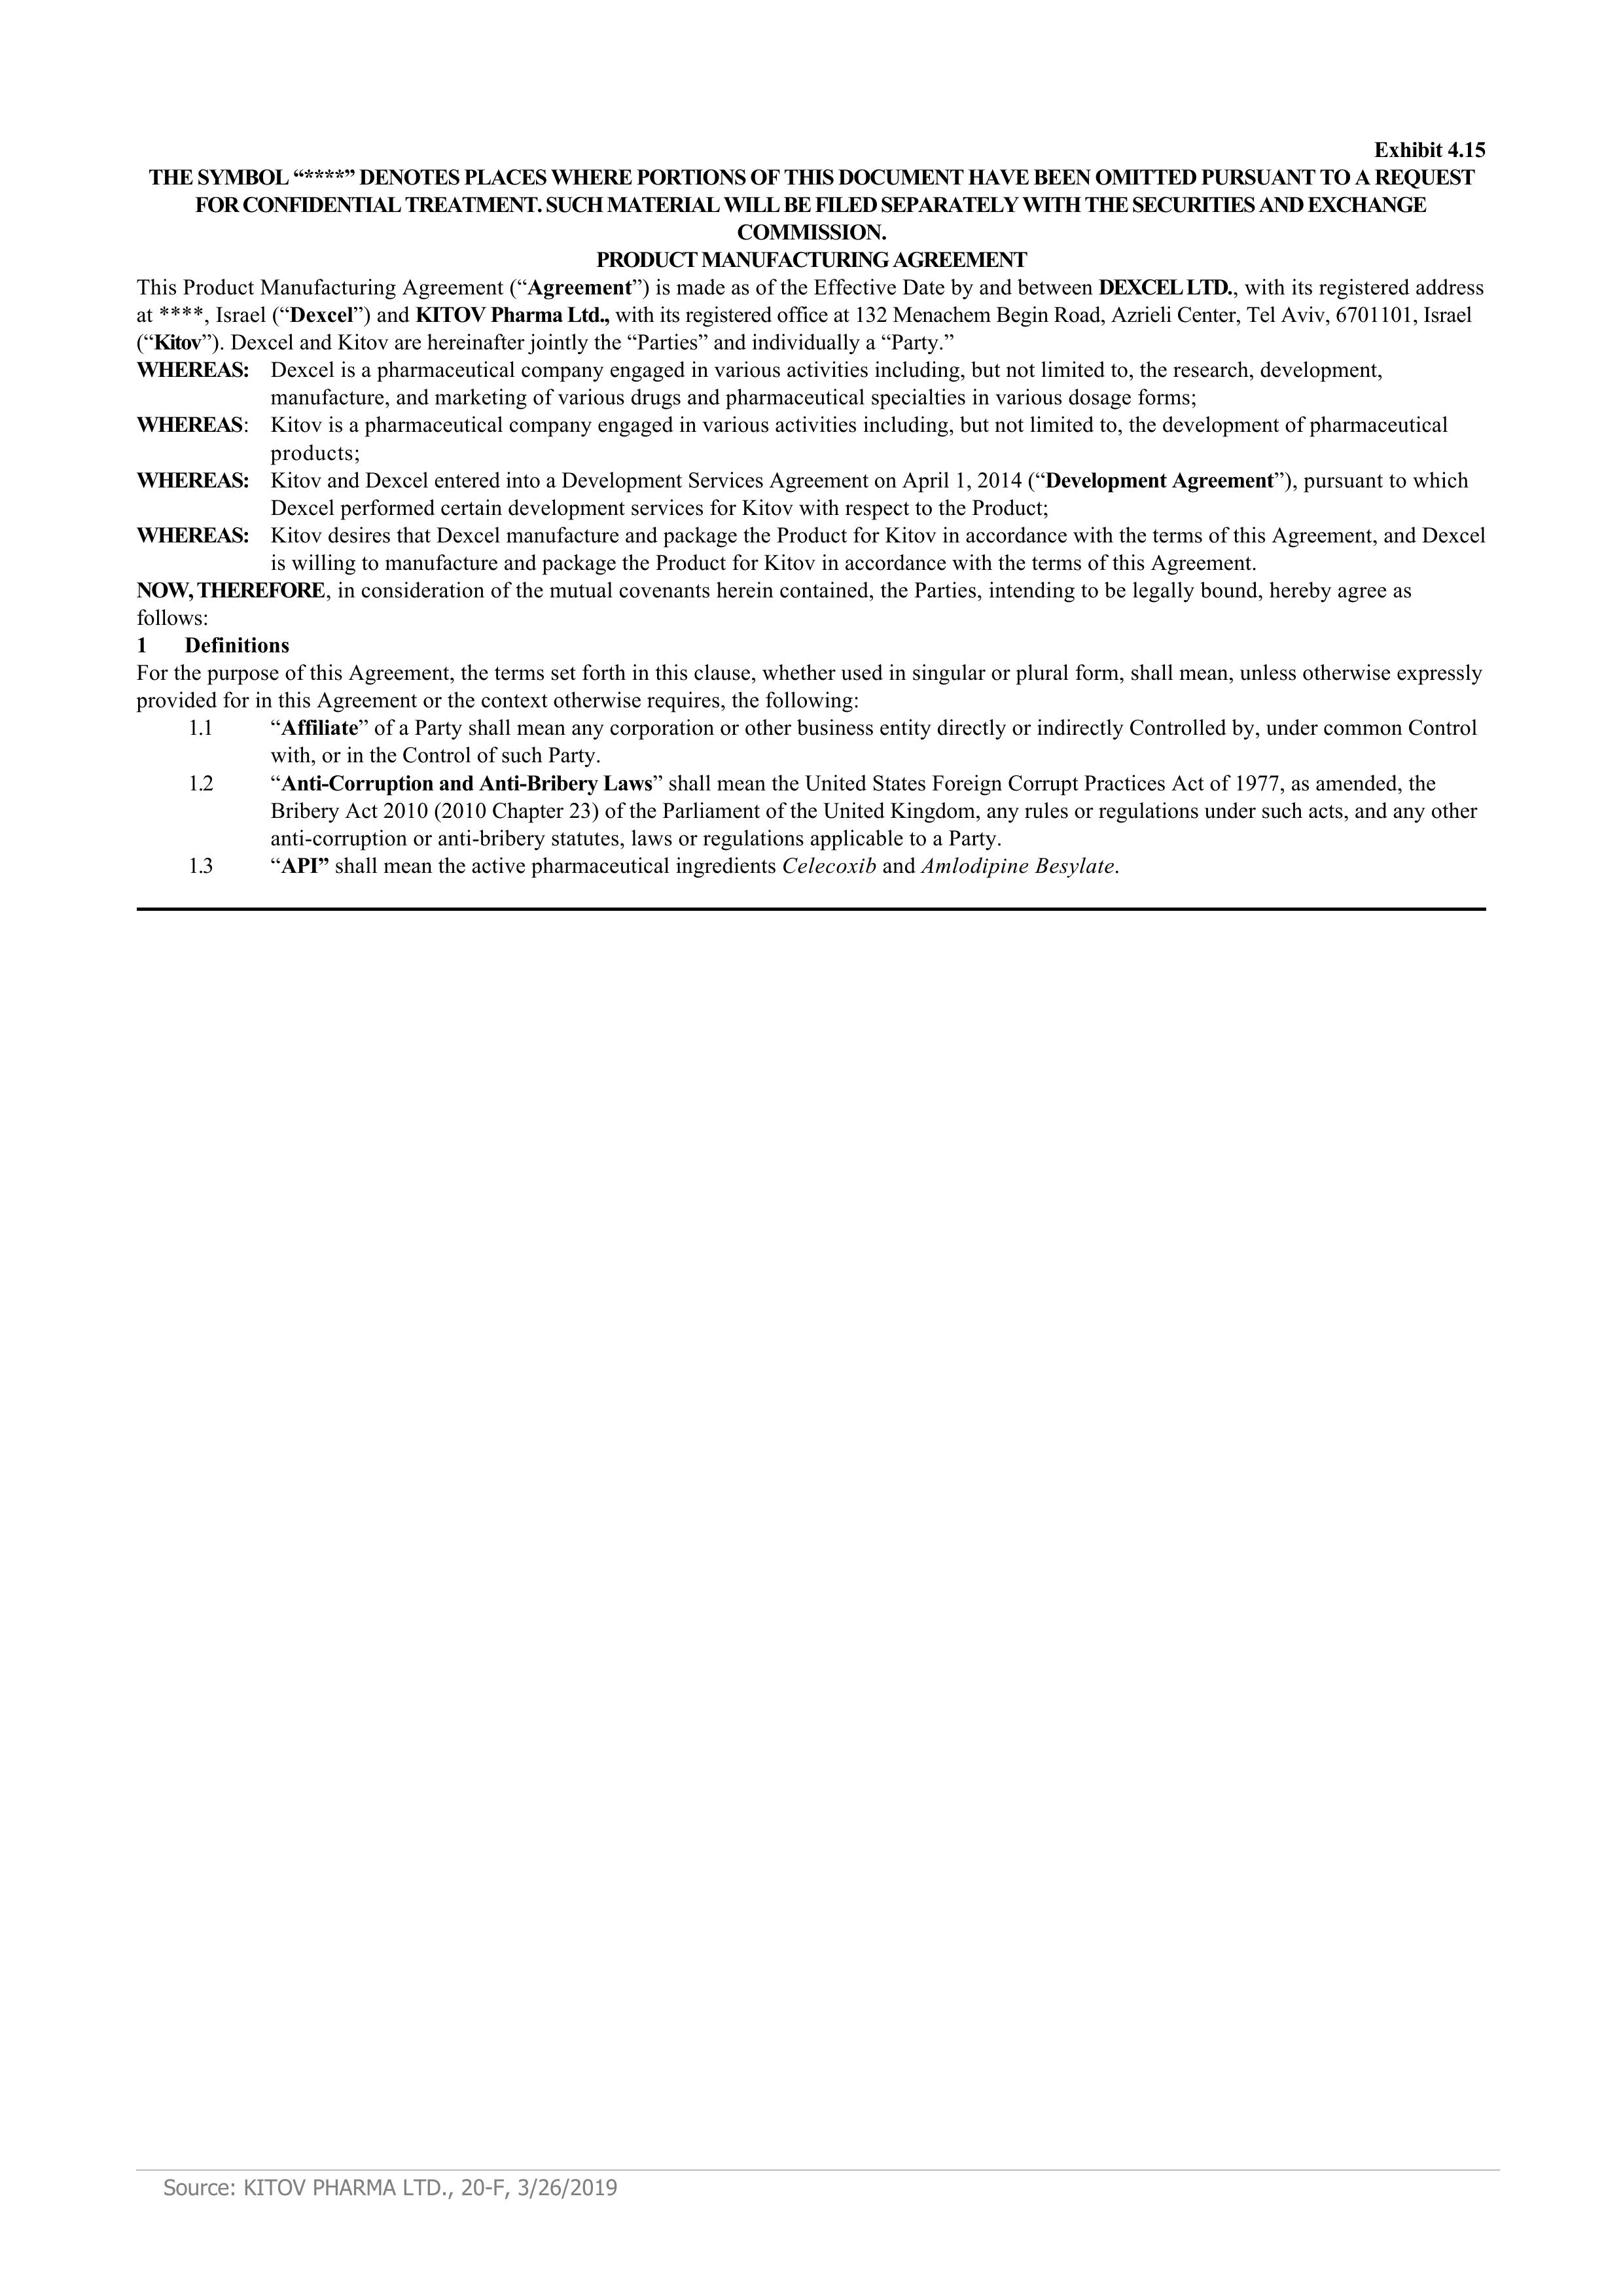 Exhibit 4.15
THE SYMBOL “****” DENOTES PLACES WHERE PORTIONS OF THIS DOCUMENT HAVE BEEN OMITTED PURSUANT TO A REQUEST
FOR CONFIDENTIAL TREATMENT. SUCH MATERIAL WILL BE FILED SEPARATELY WITH THE SECURITIES AND EXCHANGE
COMMISSION.
PRODUCT MANUFACTURING AGREEMENT
This Product Manufacturing Agreement (“Agreement”) is made as of the Effective Date by and between DEXCEL LTD., with its registered address
at ****, Israel (“Dexcel”) and KITOV Pharma Ltd., with its registered office at 132 Menachem Begin Road, Azrieli Center, Tel Aviv, 6701101, Israel
(“Kitov”). Dexcel and Kitov are hereinafter jointly the “Parties” and individually a “Party.”
WHEREAS: Dexcel is a pharmaceutical company engaged in various activities including, but not limited to, the research, development,
manufacture, and marketing of various drugs and pharmaceutical specialties in various dosage forms;
WHEREAS: Kitov is a pharmaceutical company engaged in various activities including, but not limited to, the development of pharmaceutical
products;
WHEREAS: Kitov and Dexcel entered into a Development Services Agreement on April 1, 2014 (“Development Agreement”), pursuant to which
Dexcel performed certain development services for Kitov with respect to the Product;
WHEREAS: Kitov desires that Dexcel manufacture and package the Product for Kitov in accordance with the terms of this Agreement, and Dexcel
is willing to manufacture and package the Product for Kitov in accordance with the terms of this Agreement.
NOW, THEREFORE, in consideration of the mutual covenants herein contained, the Parties, intending to be legally bound, hereby agree as
follows:
1 Definitions
For the purpose of this Agreement, the terms set forth in this clause, whether used in singular or plural form, shall mean, unless otherwise expressly
provided for in this Agreement or the context otherwise requires, the following:
1.1 “Affiliate” of a Party shall mean any corporation or other business entity directly or indirectly Controlled by, under common Control
with, or in the Control of such Party.
1.2 “Anti-Corruption and Anti-Bribery Laws” shall mean the United States Foreign Corrupt Practices Act of 1977, as amended, the
Bribery Act 2010 (2010 Chapter 23) of the Parliament of the United Kingdom, any rules or regulations under such acts, and any other
anti-corruption or anti-bribery statutes, laws or regulations applicable to a Party.
1.3 “API” shall mean the active pharmaceutical ingredients Celecoxib and Amlodipine Besylate.
Source: KITOV PHARMA LTD., 20-F, 3/26/2019